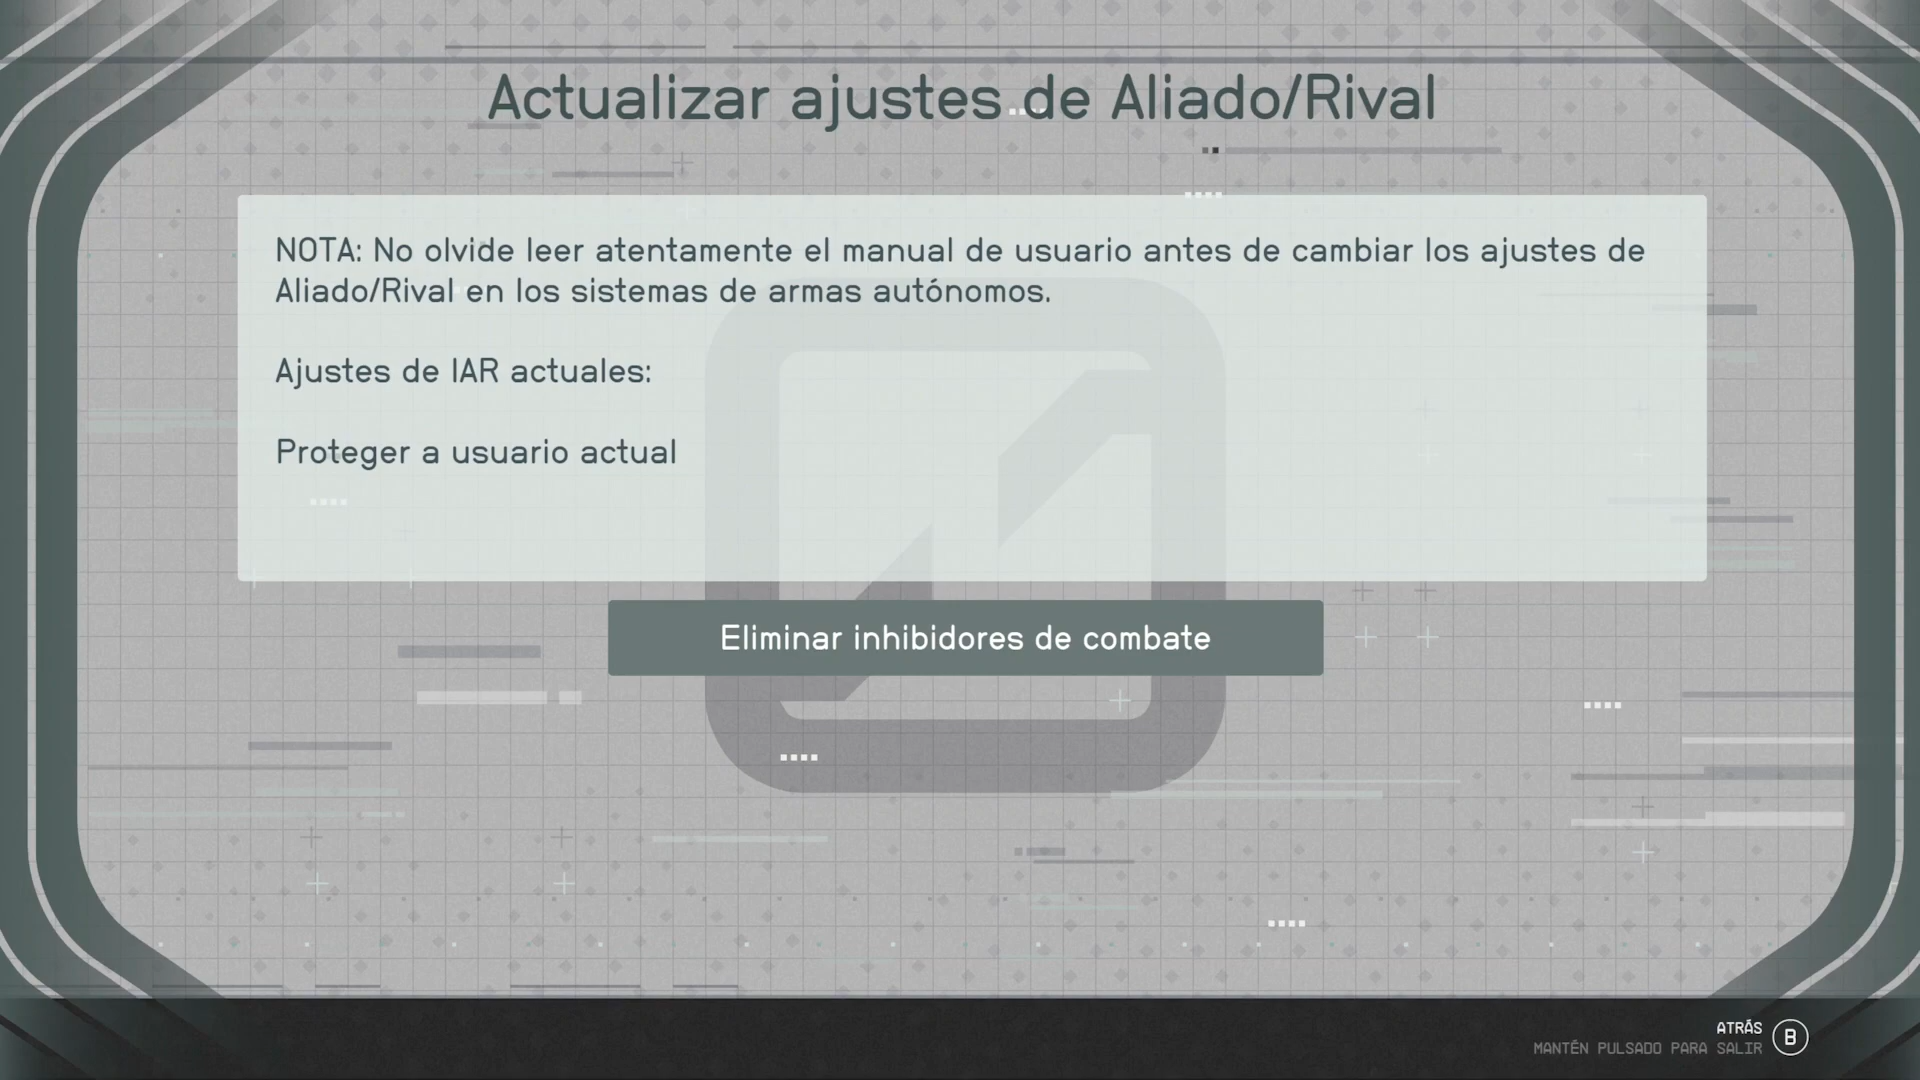 Actualizar ajustes de Aliado/Rival
NOTA: No olvide leer atentamente el manual de usuario antes de cambiar los ajustes de
Aliado/Rival en los sistemas de armas autónomos.
Ajustes de IAR actuales:
Proteger a usuario actual
Eliminar inhibidores de combate
ATRÁS
B
MANTÉN PULSADO PARA SALIR